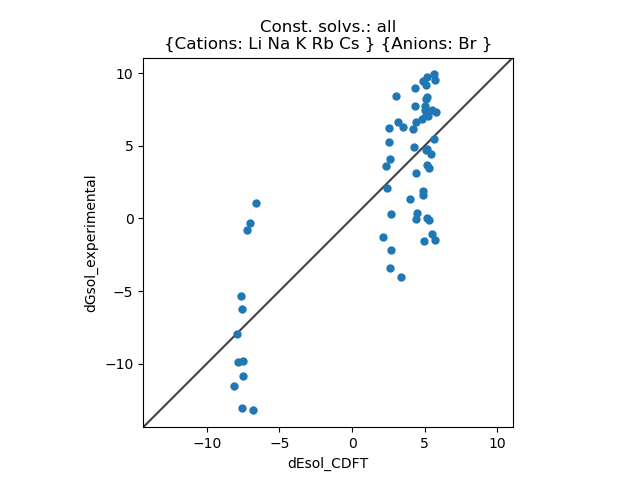 Const. solvs.: all
{Cations: Li Na K Rb Cs } {Anions: Br }
10
5
0
−5
−10
dGsol_experimental
−10 −5 0 5 10
dEsol_CDFT